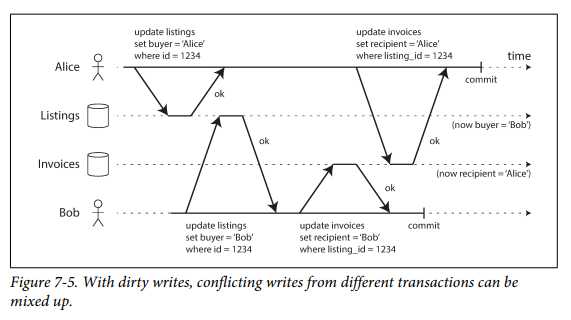 update listings
set buyer = 'Alice'
where id = 1234
update invoices
set recipient = 'Alice'
where listing_id = 1234
Alice
time
ok
commit
Listings
(now buyer = 'Bob')
ok
ok
Invoices
(now recipient = 'Alice')
ok
Bob
update listings
set buyer = 'Bob'
where id = 1234
update invoices
set recipient = 'Bob'
where listing_id = 1234
commit
Figure 7-5. With dirty writes, conflicting writes from different transactions can be
mixed up.